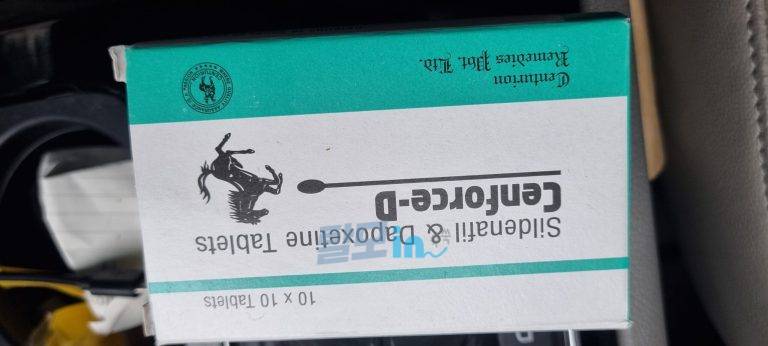 10 x 10 Tablets
Sildenafil & Dapoxetine Tablets
Cenforce-D
Centurion
Remedies Pvt. Ltd.